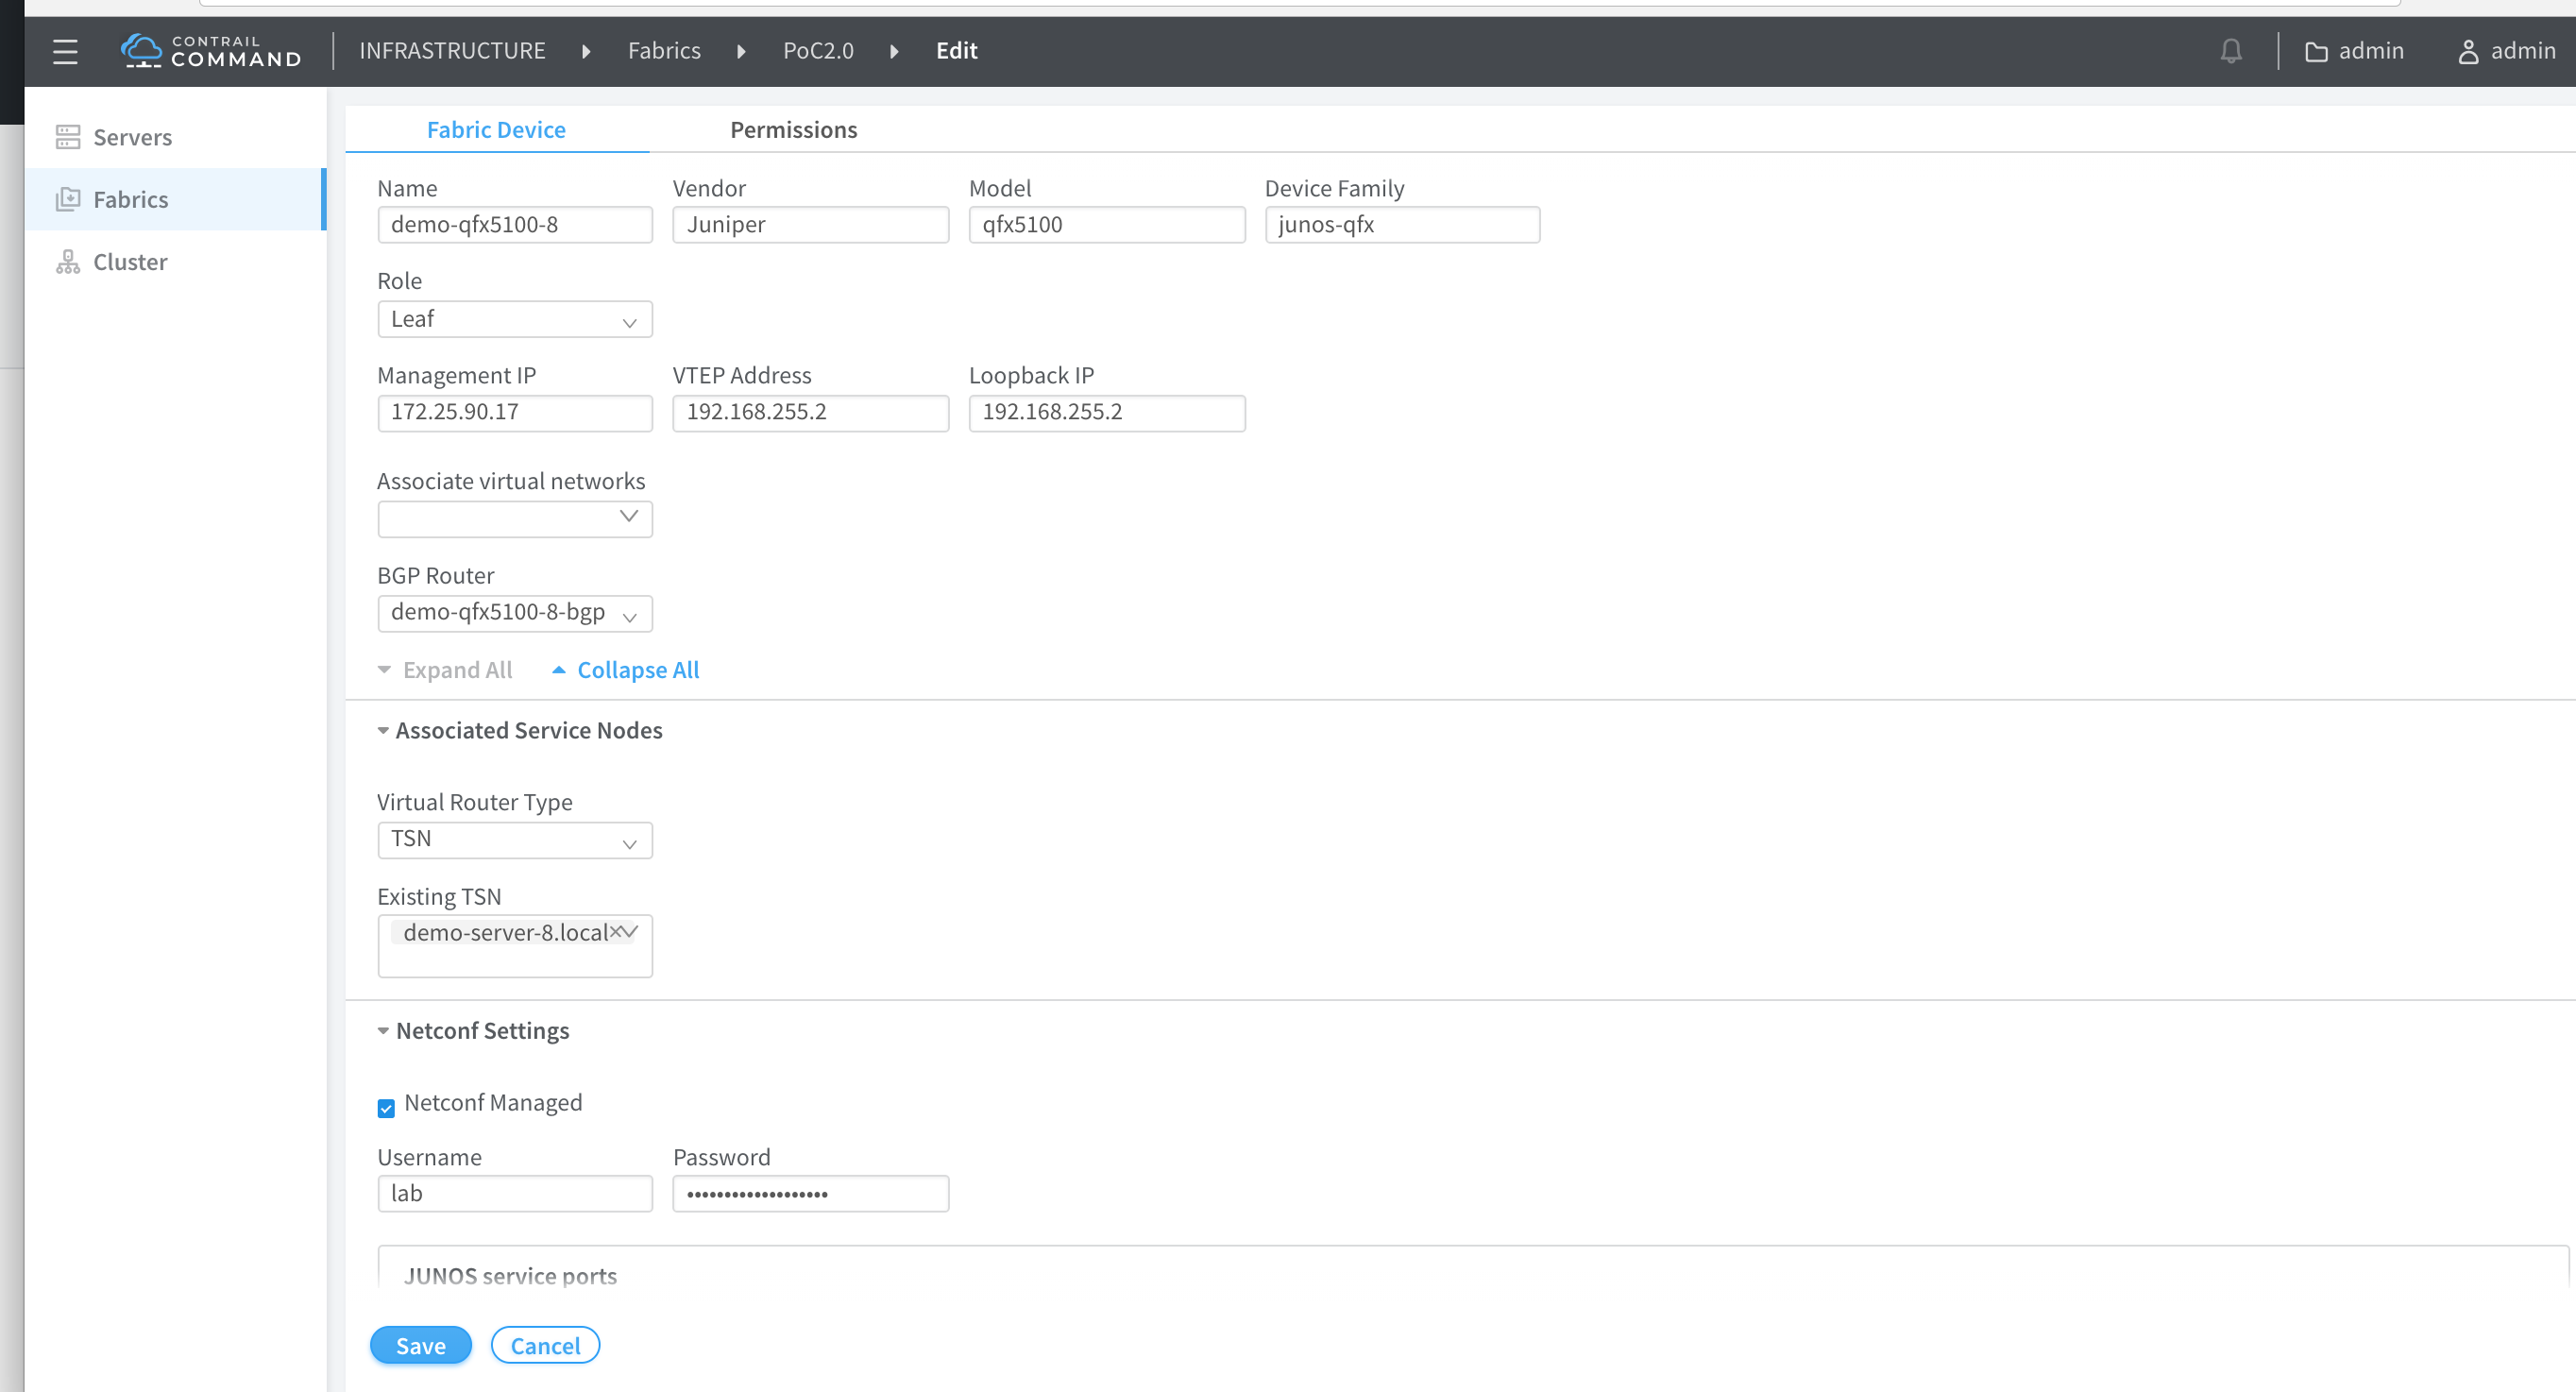 CONTRAIL
COMMAND
INFRASTRUCTURE Fabrics PoC2.0 Edit
admin admin
Servers
Fabrics
Cluster
Fabric Device Permissions
Name Vendor Model Device Family
demo-qfx5100-8 Juniper qfx5100 junos-qfx
Role
Leaf
Management IP VTEP Address Loopback IP
172.25.90.17 192.168.255.2 192.168.255.2
Associate virtual networks
BGP Router
demo-qfx5100-8-bgp
Expand All Collapse All
Associated Service Nodes
Virtual Router Type
TSN
Existing TSN
demo-server-8.local
Netconf Settings
Netconf Managed
Username Password
lab •••••••••••••••••••
JUNOS service ports
Save Cancel